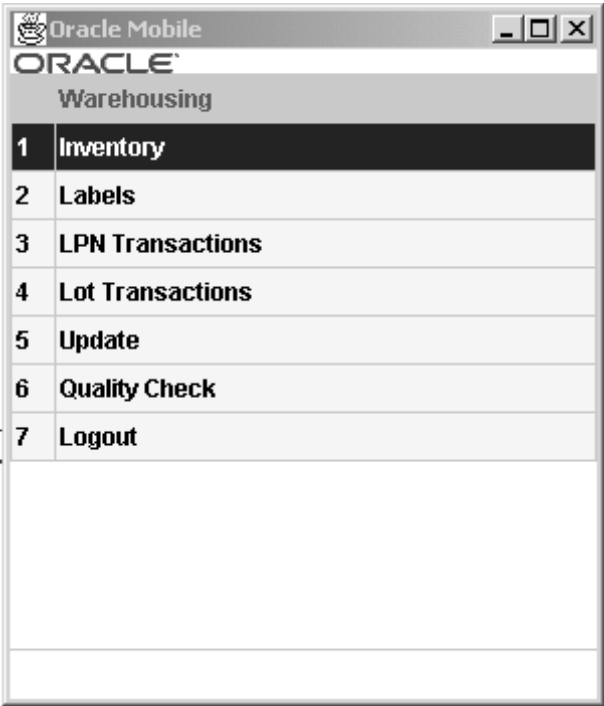 Oracle Mobile
ORACLE
Warehousing
1 Inventory
2 Labels
3 LPN Transactions
4 Lot Transactions
5 Update
6 Quality Check
7 Logout